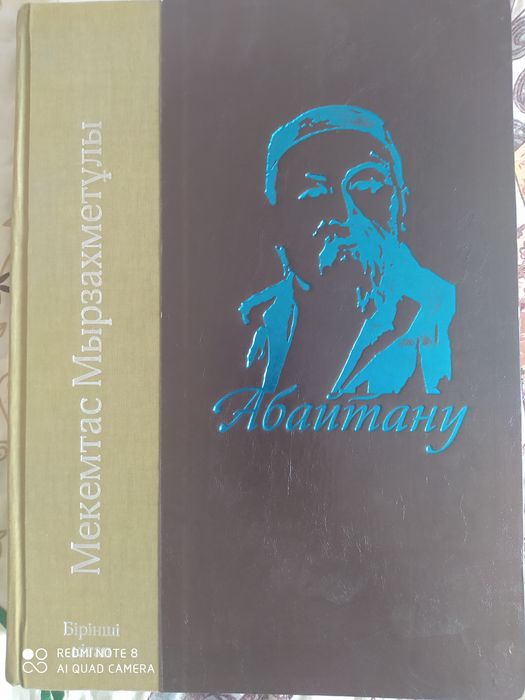 Мекемтас Мырзахметұлы
Абайтану
Бірінші
REDMI NOTE 8
AI QUAD CAMERA